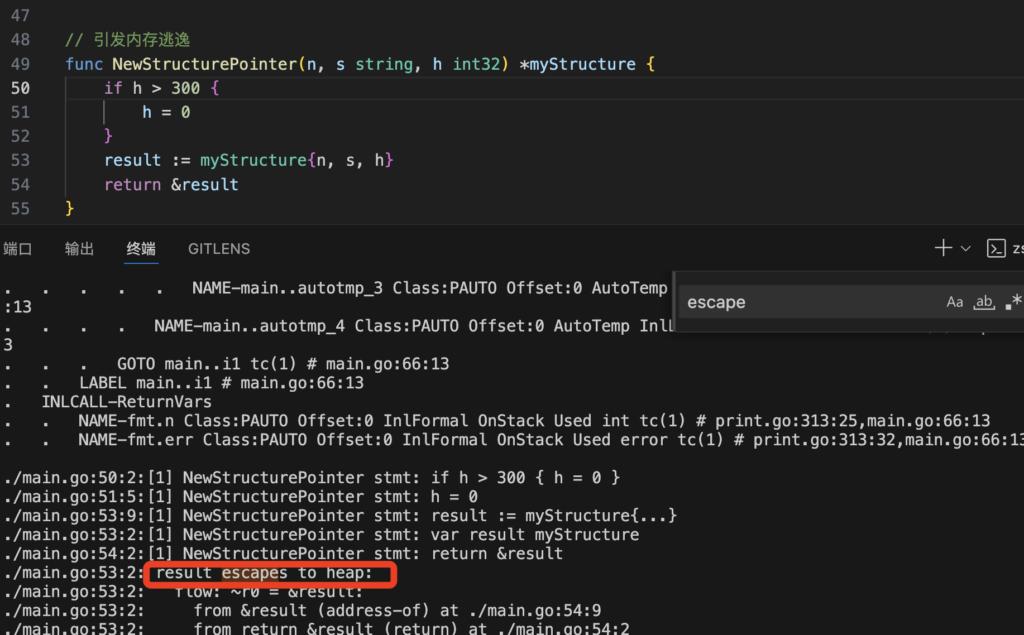 47
48 // 引发内存逃逸
49 func NewStructurePointer(n, s string, h int32) *myStructure {
50 if h > 300 {
51 h = 0
52 }
53 result := myStructure{n, s, h}
54 return &result
55 }
端口 输出 终端 GITLENS
escape Aa ab .*
. . . . . NAME-main..autotmp_3 Class:PAUTO Offset:0 AutoTemp
:13
. . . . NAME-main..autotmp_4 Class:PAUTO Offset:0 AutoTemp
3
. . . GOTO main..i1 tc(1) # main.go:66:13
. . LABEL main..i1 # main.go:66:13
. INLCALL-ReturnVars
. . NAME-fmt.n Class:PAUTO Offset:0 InlFormal OnStack Used int tc(1) # print.go:313:25,main.go:66:13
. . NAME-fmt.err Class:PAUTO Offset:0 InlFormal OnStack Used error tc(1) # print.go:313:32,main.go:66:13
./main.go:50:2:[1] NewStructurePointer stmt: if h > 300 { h = 0 }
./main.go:51:5:[1] NewStructurePointer stmt: h = 0
./main.go:53:9:[1] NewStructurePointer stmt: result := myStructure{...}
./main.go:53:2:[1] NewStructurePointer stmt: var result myStructure
./main.go:54:2:[1] NewStructurePointer stmt: return &result
./main.go:53:2: result escapes to heap:
./main.go:53:2: flow: ~r0 = &result:
./main.go:53:2: from &result (address-of) at ./main.go:54:9
./main.go:53:2: from return &result (return) at ./main.go:54:2